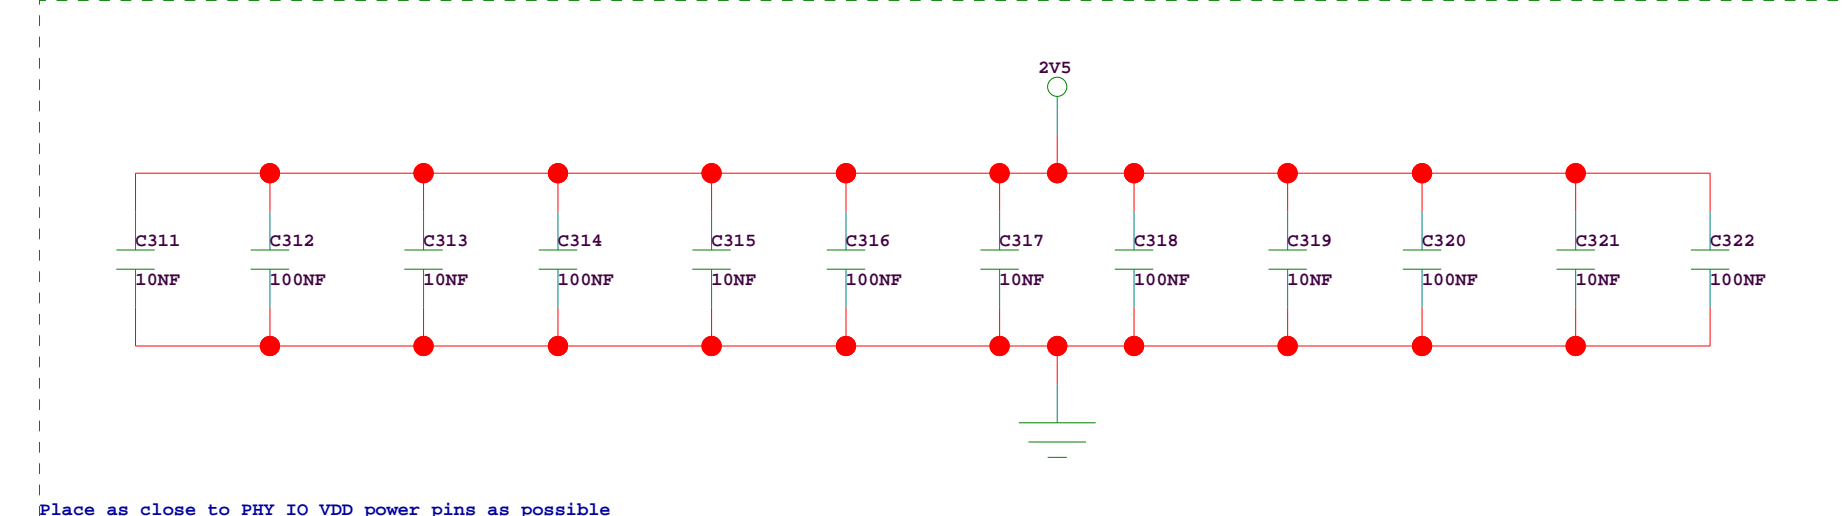 2V5
C311 C312 C313 C314 C315 C316 C317 C318 C319 C320 C321 C322
10NF 100NF 10NF 100NF 10NF 100NF 10NF 100NF 10NF 100NF 10NF 100NF
Place as close to PHY IO VDD power pins as possible